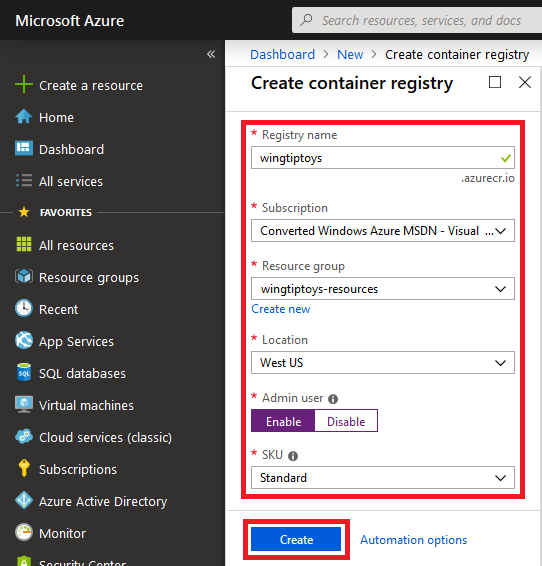 Microsoft Azure
Search resources, services, and docs
«
Dashboard > New > Create container registry
Create a resource
Create container registry
Home
Dashboard
All services
FAVORITES
All resources
Resource groups
Recent
App Services
SQL databases
SQL
Virtual machines
Cloud services (classic)
Subscriptions
Azure Active Directory
Monitor
Security Center
* Registry name
wingtiptoys
.azurecr.io
* Subscription
Converted Windows Azure MSDN - Visual ...
* Resource group
wingtiptoys-resources
Create new
* Location
West US
* Admin user
Enable Disable
* SKU
Standard
Create Automation options